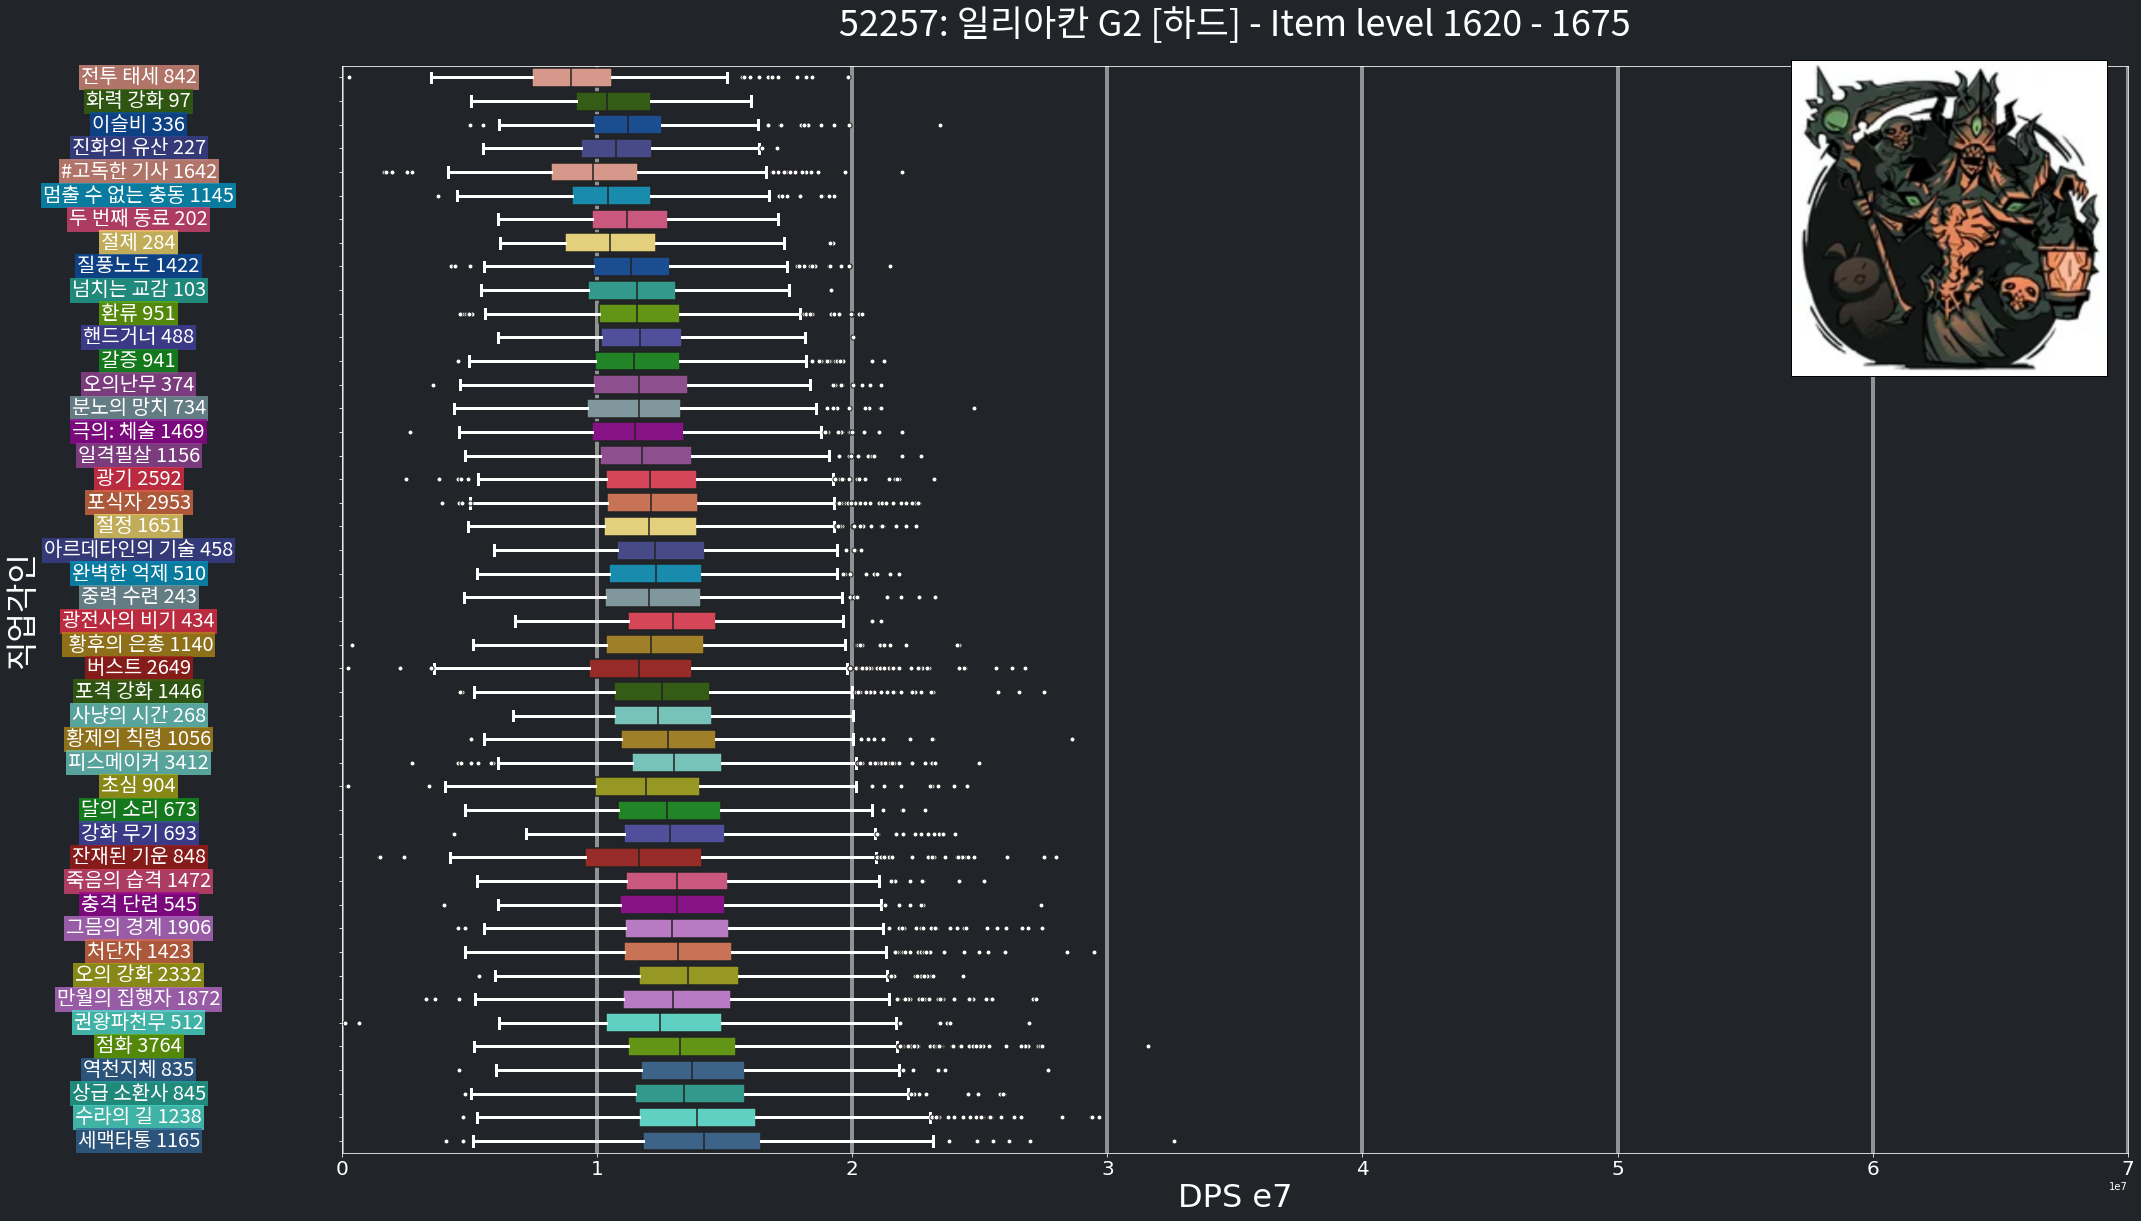 52257: 일리아칸 G2 [하드] - Item level 1620 - 1675
직업각인
전투 태세 842
화력 강화 97
이슬비 336
진화의 유산 227
#고독한 기사 1642
멈출 수 없는 충동 1145
두 번째 동료 202
절제 284
질풍노도 1422
넘치는 교감 103
환류 951
핸드거너 488
갈증 941
오의난무 374
분노의 망치 734
극의: 체술 1469
일격필살 1156
광기 2592
포식자 2953
절정 1651
아르데타인의 기술 458
완벽한 억제 510
중력 수련 243
광전사의 비기 434
황후의 은총 1140
버스트 2649
포격 강화 1446
사냥의 시간 268
황제의 칙령 1056
피스메이커 3412
초심 904
달의 소리 673
강화 무기 693
잔재된 기운 848
죽음의 습격 1472
충격 단련 545
그믐의 경계 1906
처단자 1423
오의 강화 2332
만월의 집행자 1872
권왕파천무 512
점화 3764
역천지체 835
상급 소환사 845
수라의 길 1238
세맥타통 1165
0 1 2 3 4 5 6 7
1e7
DPS e7